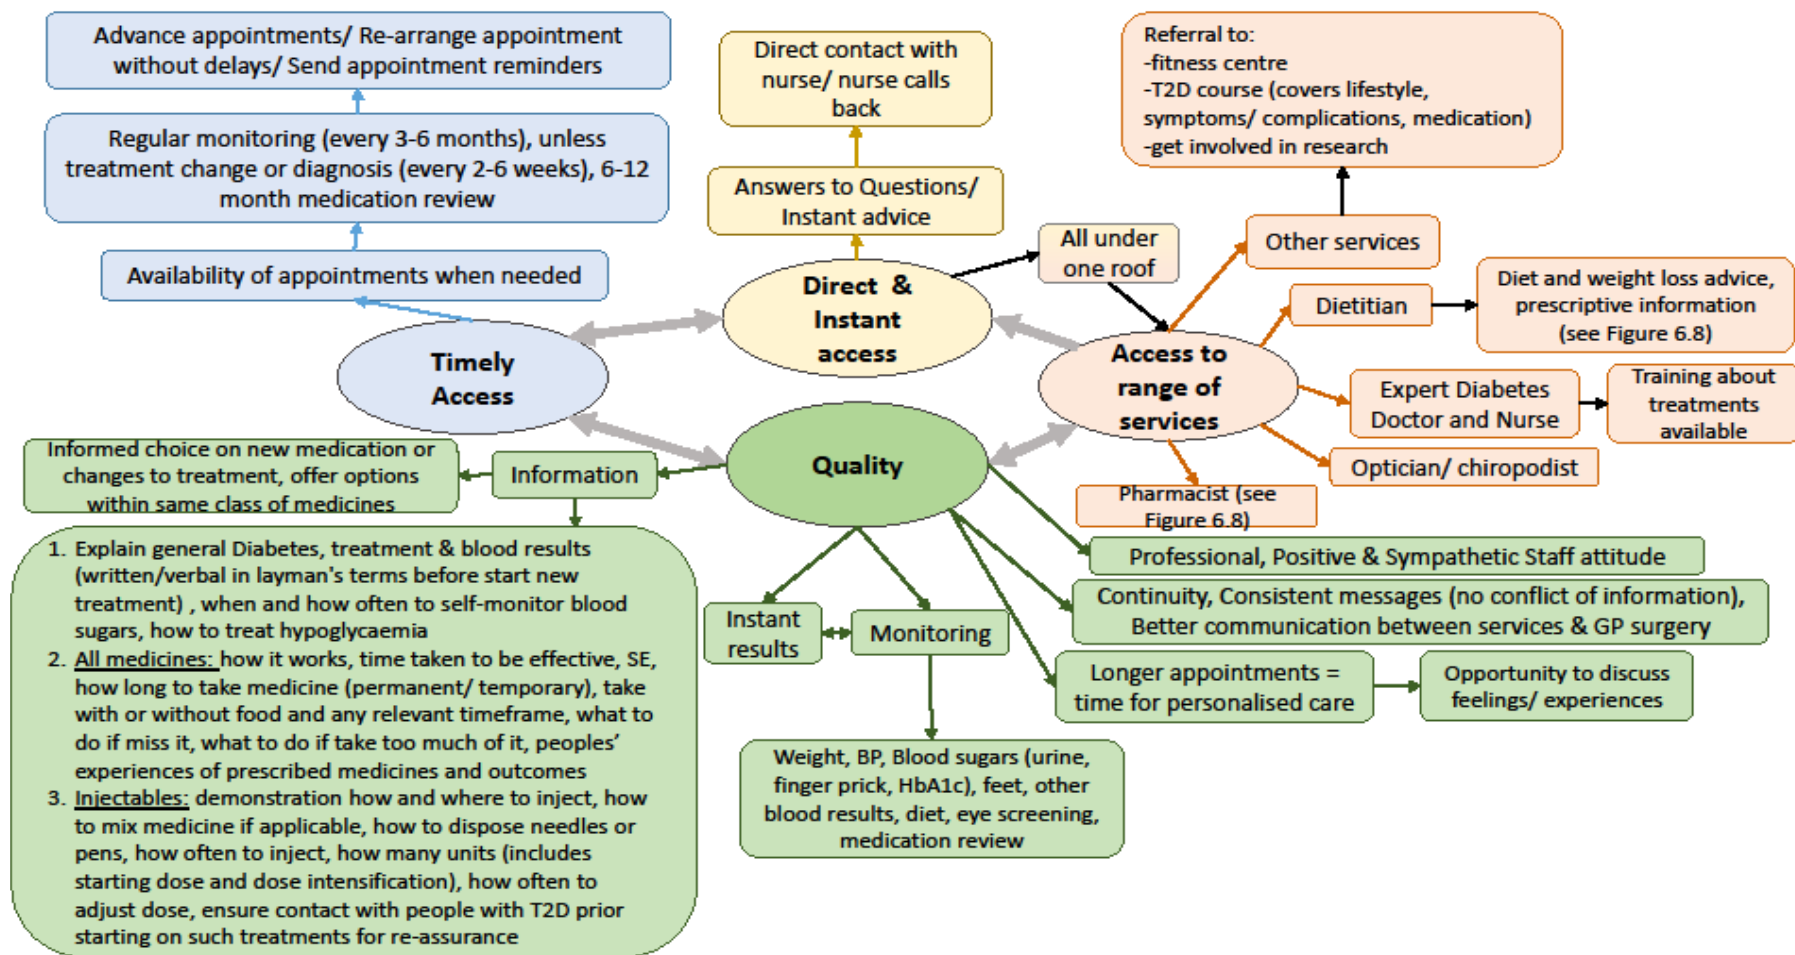 Advance appointments/ Re-arrange appointment
without delays/ Send appointment reminders
Regular monitoring (every 3-6 months), unless
treatment change or diagnosis (every 2-6 weeks), 6-12
month medication review
Availability of appointments when needed
Timely
Access
Direct contact with
nurse/ nurse calls
back
Answers to Questions/
Instant advice
Direct &
Instant
access
All under
one roof
Referral to:
-fitness centre
-T2D course (covers lifestyle,
symptoms/ complications, medication)
-get involved in research
Other services
Dietitian
Diet and weight loss advice,
prescriptive information
(see Figure 6.8)
Access to
range of
services
Expert Diabetes
Doctor and Nurse
Training about
treatments
available
Optician/ chiropodist
Pharmacist (see
Figure 6.8)
Quality
Information
Informed choice on new medication or
changes to treatment, offer options
within same class of medicines
1. Explain general Diabetes, treatment & blood results
(written/verbal in layman's terms before start new
treatment) , when and how often to self-monitor blood
sugars, how to treat hypoglycaemia
2. All medicines: how it works, time taken to be effective, SE,
how long to take medicine (permanent/ temporary), take
with or without food and any relevant timeframe, what to
do if miss it, what to do if take too much of it, peoples’
experiences of prescribed medicines and outcomes
3. Injectables: demonstration how and where to inject, how
to mix medicine if applicable, how to dispose needles or
pens, how often to inject, how many units (includes
starting dose and dose intensification), how often to
adjust dose, ensure contact with people with T2D prior
starting on such treatments for re-assurance
Instant
results
Monitoring
Weight, BP, Blood sugars (urine,
finger prick, HbA1c), feet, other
blood results, diet, eye screening,
medication review
Professional, Positive & Sympathetic Staff attitude
Continuity, Consistent messages (no conflict of information),
Better communication between services & GP surgery
Longer appointments =
time for personalised care
Opportunity to discuss
feelings/ experiences